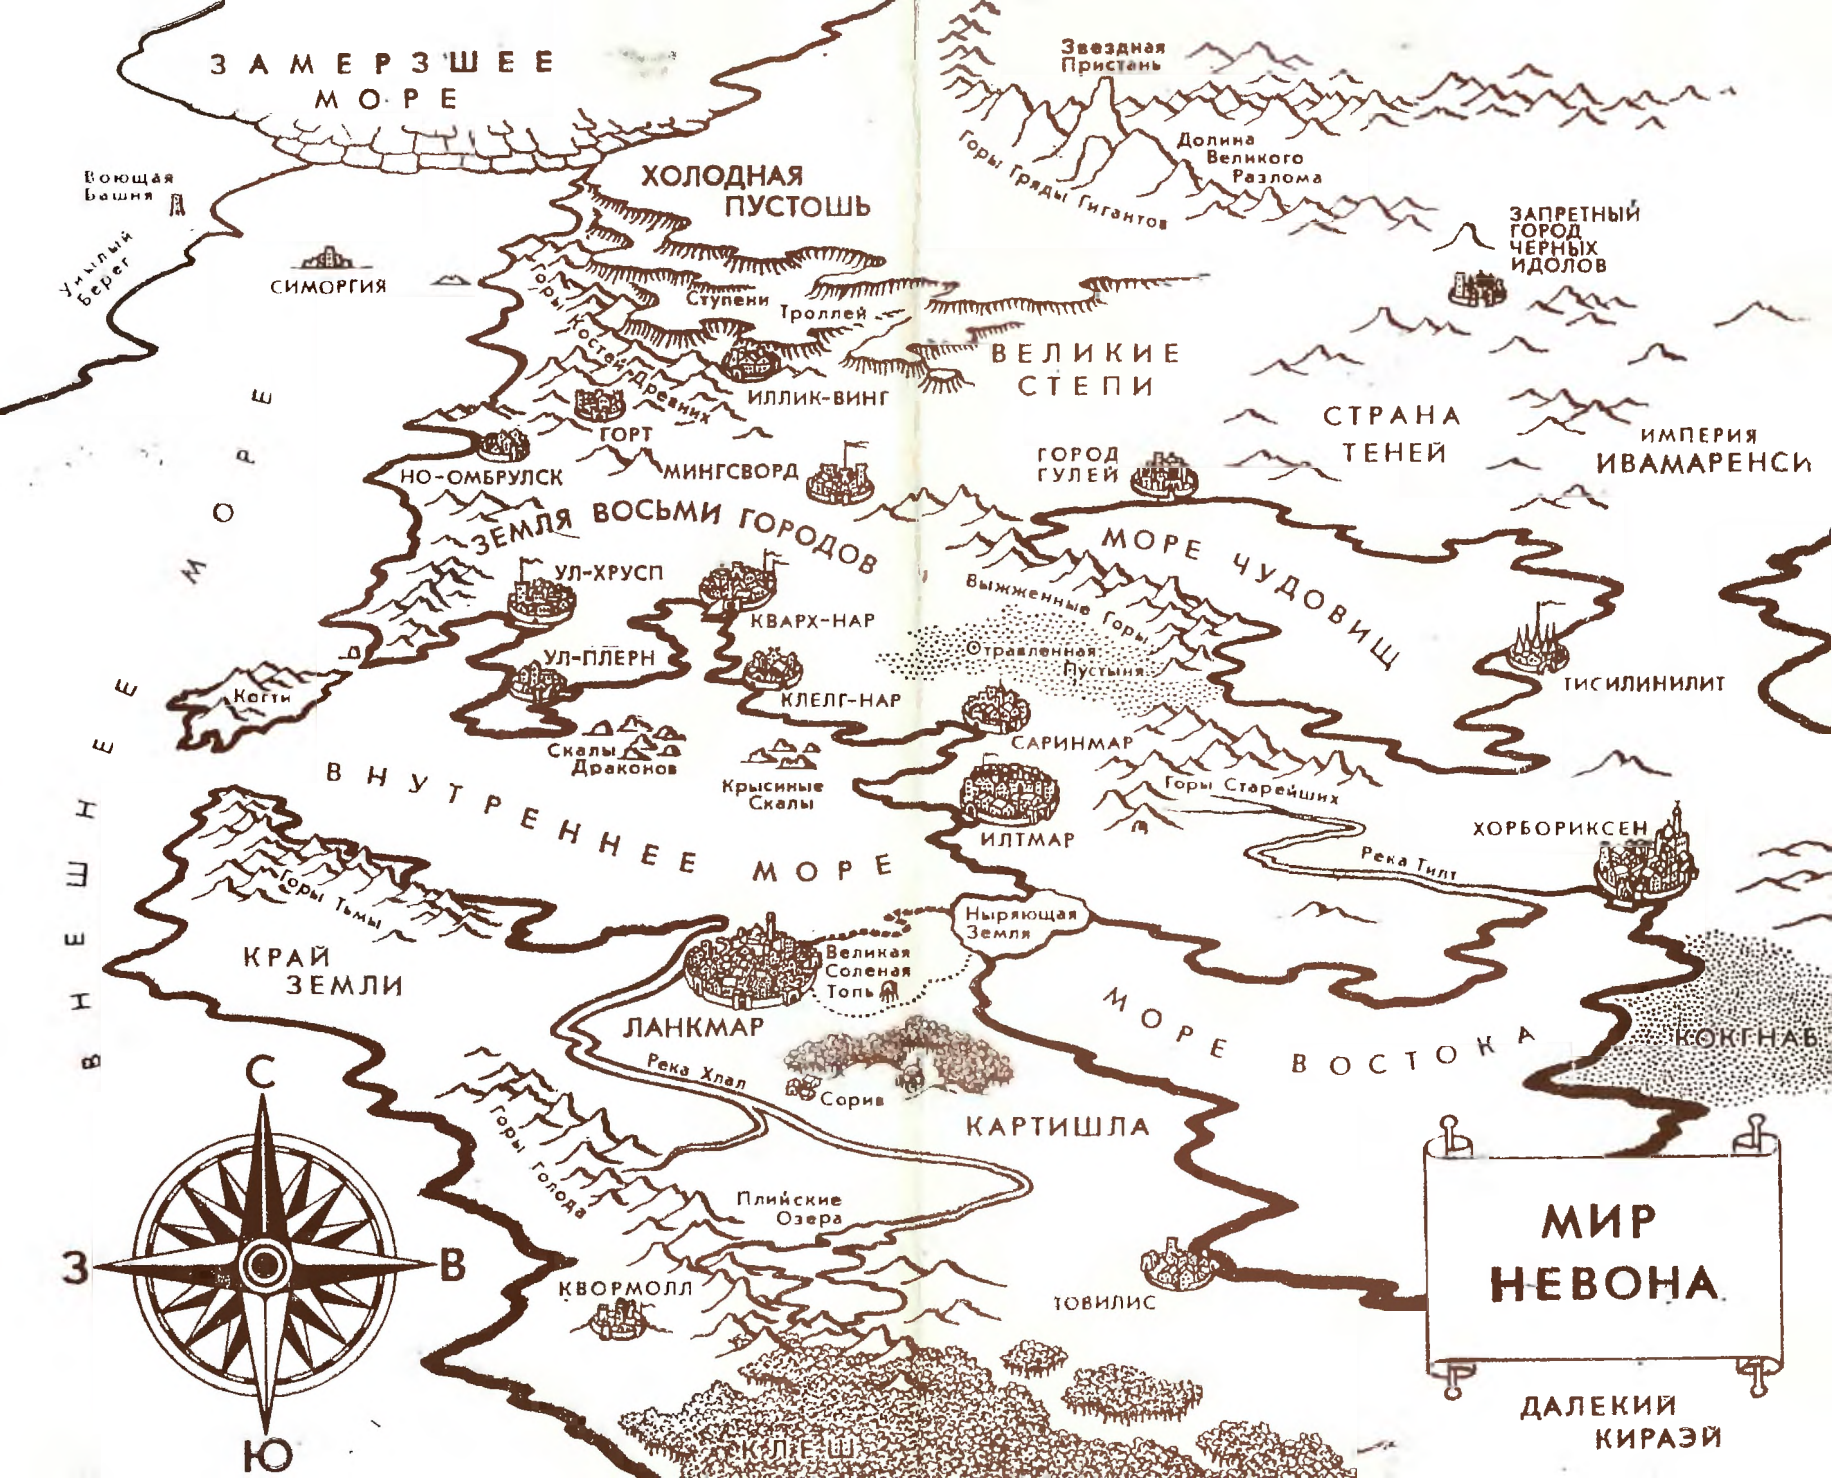 ЗАМЕРЗШЕЕ
МОРЕ
Звездная
Пристань
Долина
Великого
Разлома
Горы Гряды Гигантов
Воющая
Башня
Унылый
Берег
СИМОРГИЯ
ХОЛОДНАЯ
ПУСТОШЬ
ЗАПРЕТНЫЙ
ГОРОД
ЧЕРНЫХ
ИДОЛОВ
Ступени
Троллей
Горы Костей Древних
ВЕЛИКИЕ
СТЕПИ
ИЛЛИК-ВИНГ
ГОРТ
СТРАНА
ТЕНЕЙ
ИМПЕРИЯ
ИВАМАРЕНСИ
НО-ОМБРУЛСК
МИНГСВОРД
ГОРОД
ГУЛЕЙ
ЗЕМЛЯ ВОСЬМИ ГОРОДОВ
МОРЕ ЧУДОВИЩ
УЛ-ХРУСП
КВАРХ-НАР
Выжженные Горы
Отравленная
Пустыня
УЛ-ПЛЕРН
КЛЕЛГ-НАР
ТИСИЛИНИЛИТ
Когти
САРИНМАР
Скалы
Драконов
Крысиные
Скалы
Горы Старейших
ВНЕШНЕЕ МОРЕ
ВНУТРЕННЕЕ МОРЕ
ИЛТМАР
ХОРБОРИКСЕН
Река Тилт
Горы Тьмы
Ныряющая
Земля
КРАЙ
ЗЕМЛИ
Великая
Соленая
Топь
ЛАНКМАР
МОРЕ ВОСТОКА
КОКГНАБ
Река Хлал
Сорив
КАРТИШЛА
Горы Голода
Плийские
Озера
КВОРМОЛЛ
ТОВИЛИС
С
З
В
Ю
МИР
НЕВОНА
КЛЕШ
ДАЛЕКИЙ
КИРАЭЙ